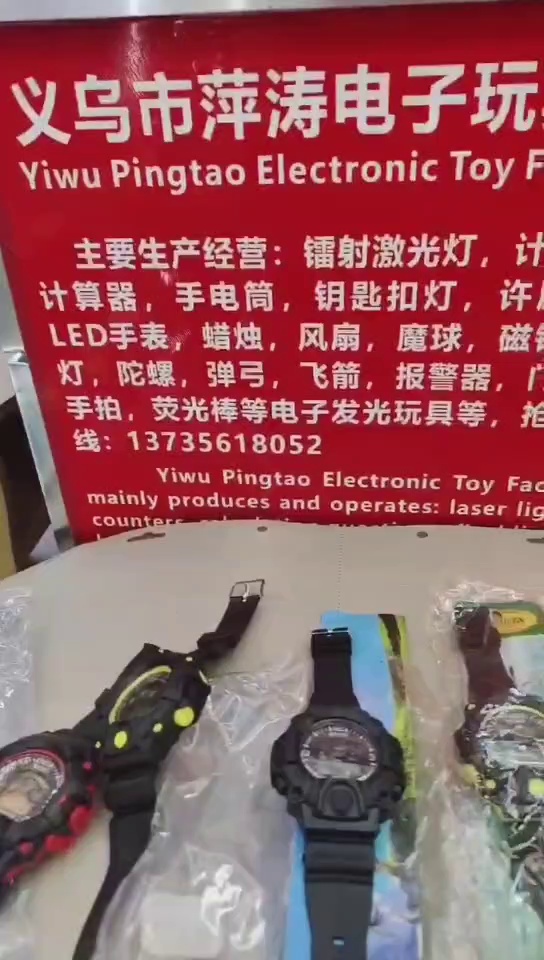 义乌市萍涛电子玩
Yiwu Pingtao Electronic Toy F
主要生产经营：镭射激光灯，计
计算器，手电筒，钥匙扣灯，许
LED手表，蜡烛，风扇，魔球，磁
灯，陀螺，弹弓，飞箭，报警器，门
手拍，荧光棒等电子发光玩具等，抢
线：13735618052
Yiwu Pingtao Electronic Toy Fac
mainly produces and operates: laser lig
counters